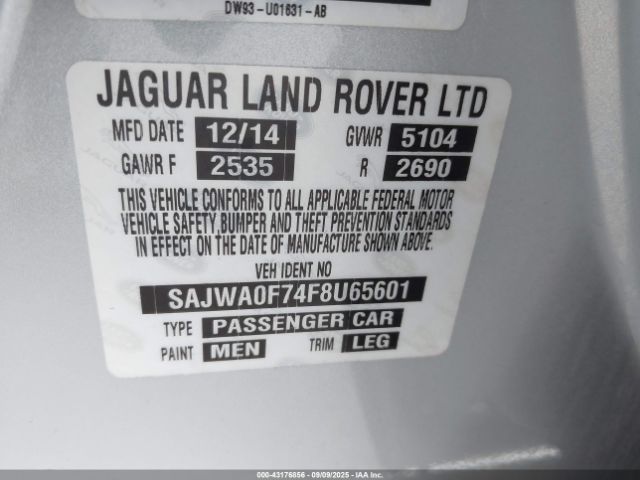 DW93-U01631-AB
JAGUAR LAND ROVER LTD
MFD DATE 12/14 GVWR 5104
GAWR F 2535 R 2690
THIS VEHICLE CONFORMS TO ALL APPLICABLE FEDERAL MOTOR
VEHICLE SAFETY,BUMPER AND THEFT PREVENTION STANDARDS
IN EFFECT ON THE DATE OF MANUFACTURE SHOWN ABOVE.
VEH IDENT NO
SAJWA0F74F8U65601
TYPE PASSENGER CAR
PAINT MEN TRIM LEG
000-43176856 - 09/09/2025 - IAAI.COM